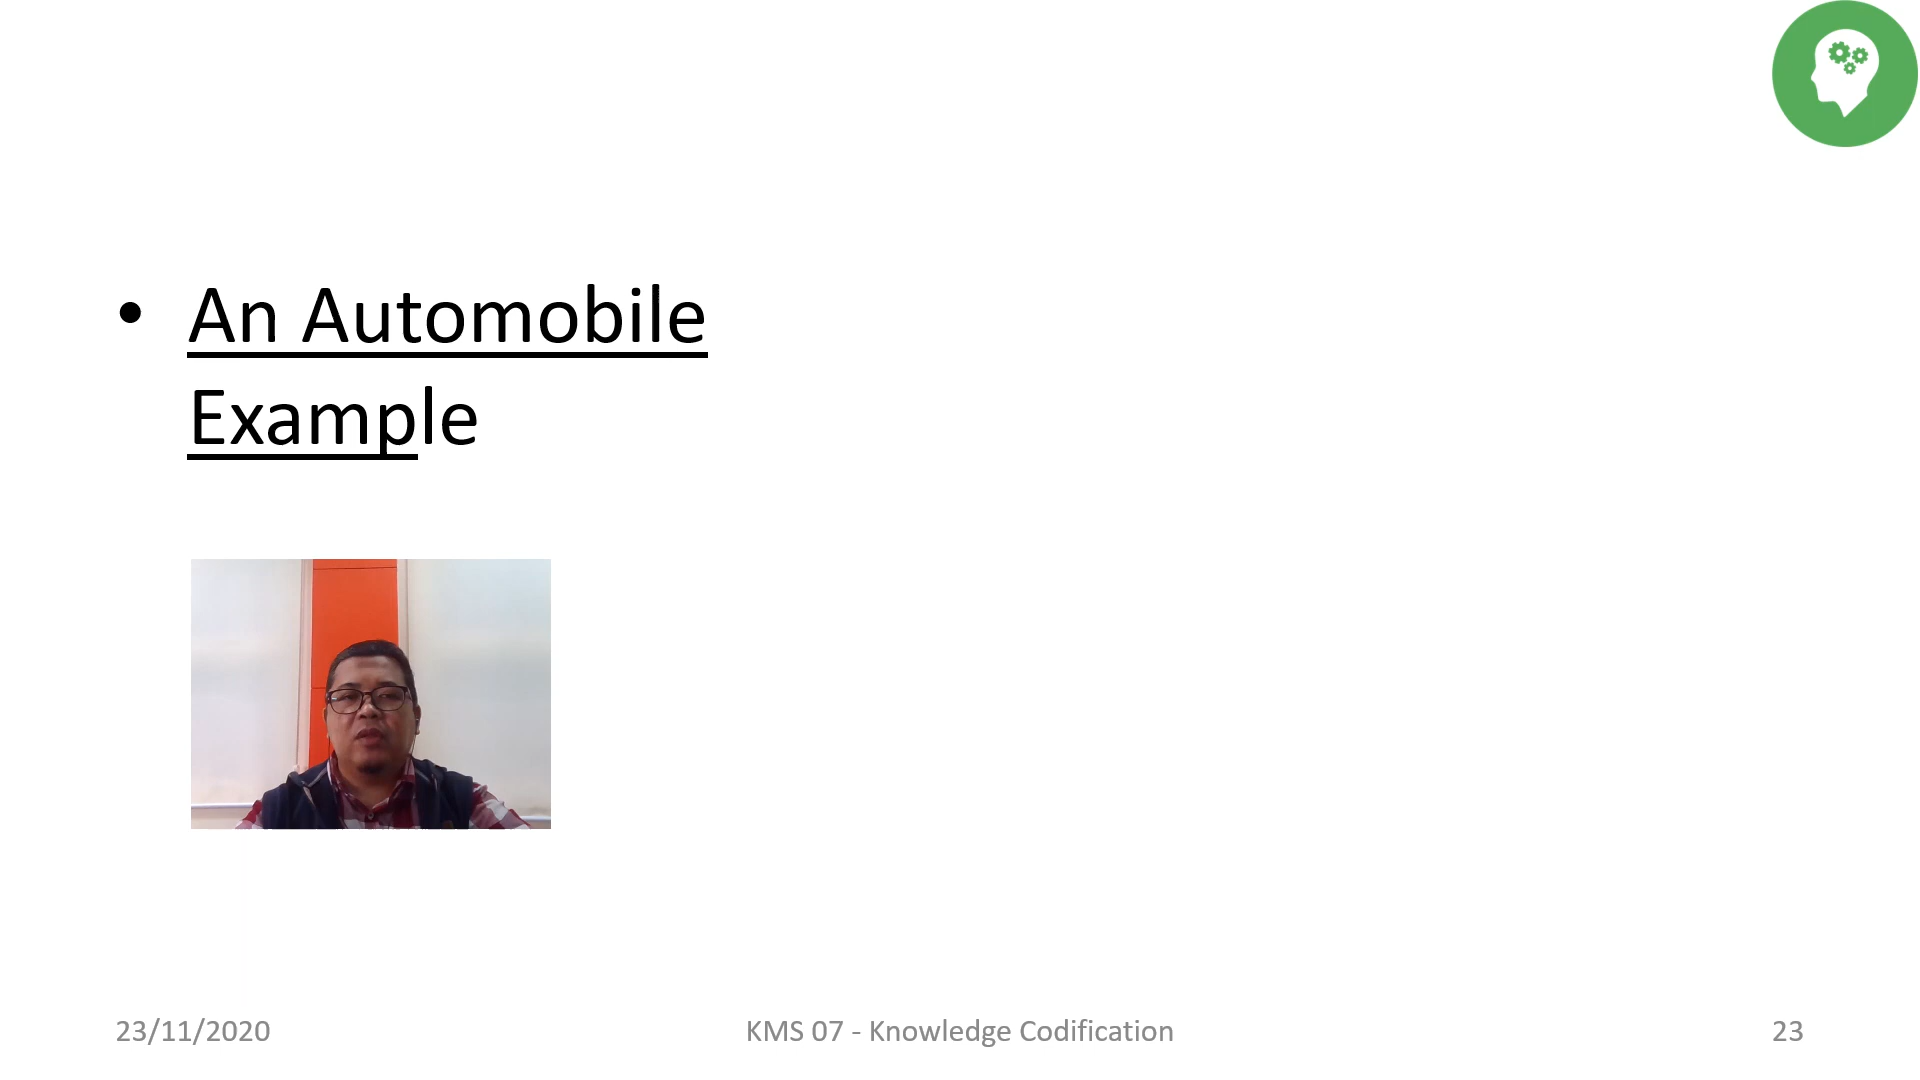 • An Automobile
Example
23/11/2020
KMS 07 - Knowledge Codification
23